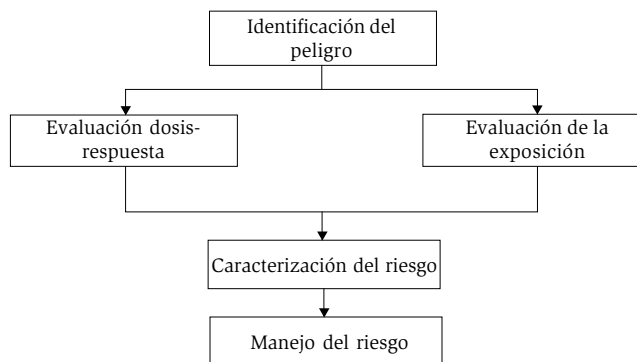 Identificación del
peligro
Evaluación dosis-
respuesta
Evaluación de la
exposición
Caracterización del riesgo
Manejo del riesgo